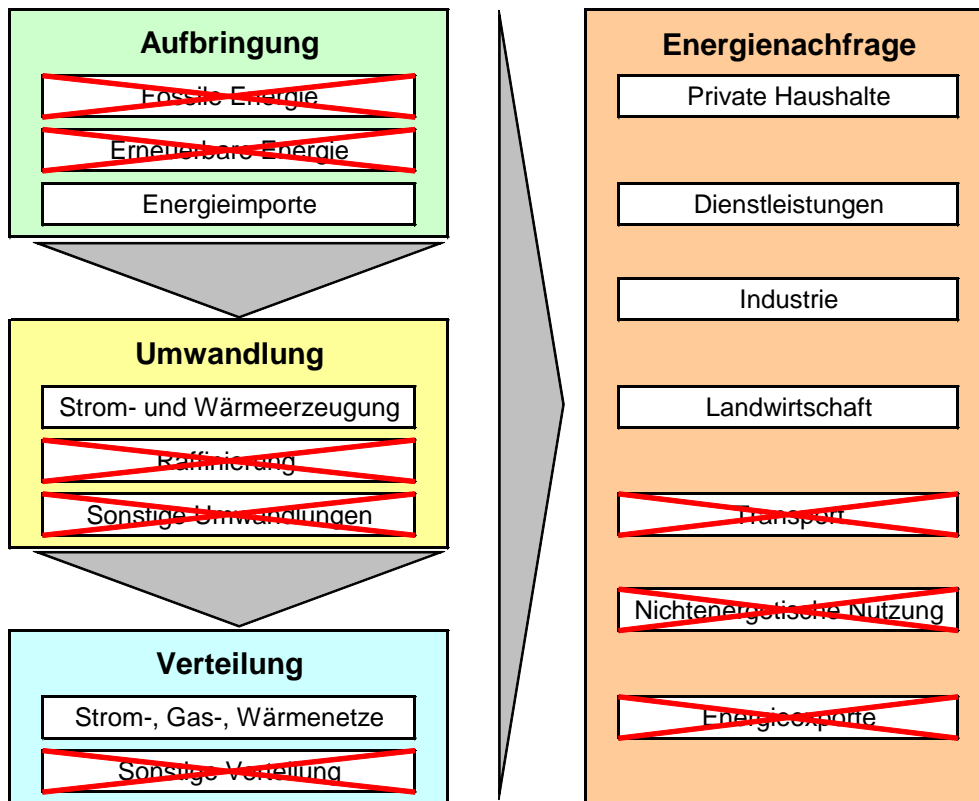 Aufbringung
Fossile Energie
Erneuerbare Energie
Energieimporte
Umwandlung
Strom- und Wärmeerzeugung
Raffinierung
Sonstige Umwandlungen
Verteilung
Strom-, Gas-, Wärmenetze
Sonstige Verteilung
Energienachfrage
Private Haushalte
Dienstleistungen
Industrie
Landwirtschaft
Transport
Nichtenergetische Nutzung
Energieexporte